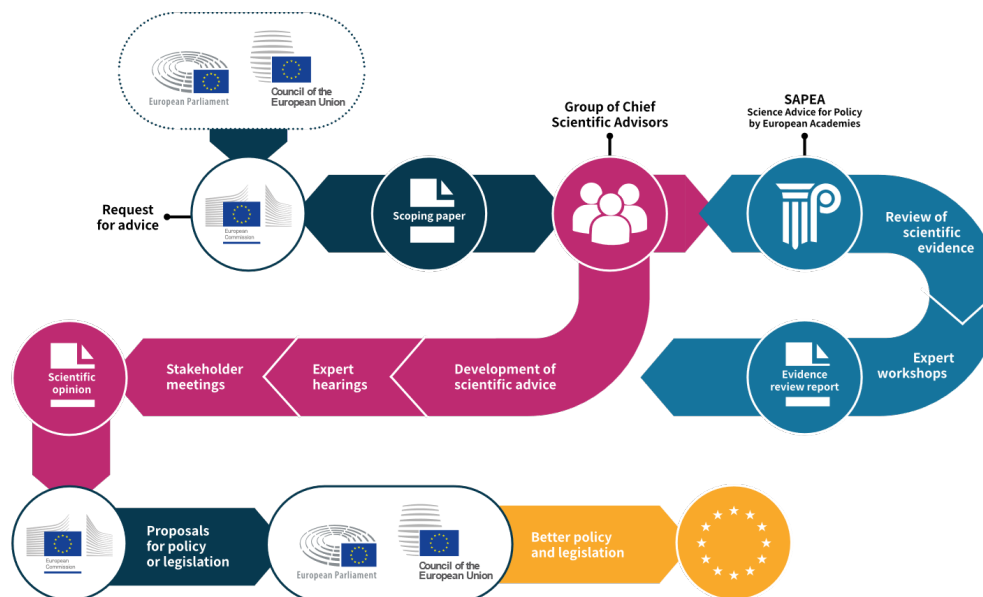 European Parliament
Council of the
European Union
Group of Chief
Scientific Advisors
SAPEA
Science Advice for Policy
by European Academies
Request
for advice
European
Commission
Scoping paper
Review of
scientific
evidence
Scientific
opinion
Stakeholder
meetings
Expert
hearings
Development of
scientific advice
Evidence
review report
Expert
workshops
European
Commission
Proposals
for policy
or legislation
European Parliament
Council of the
European Union
Better policy
and legislation